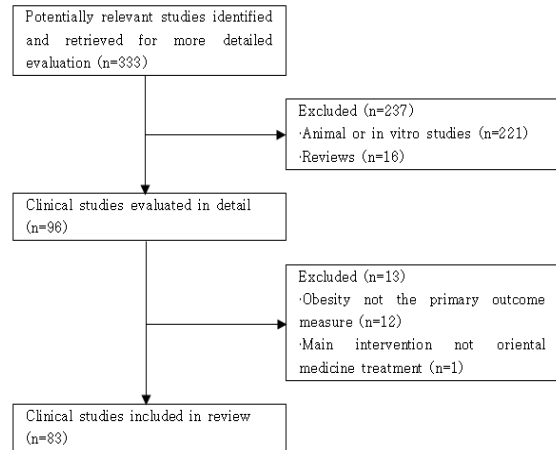 Potentially relevant studies identified
and retrieved for more detailed
evaluation (n=333)
Excluded (n=237)
·Animal or in vitro studies (n=221)
·Reviews (n=16)
Clinical studies evaluated in detail
(n=96)
Excluded (n=13)
·Obesity not the primary outcome
measure (n=12)
·Main intervention not oriental
medicine treatment (n=1)
Clinical studies included in review
(n=83)